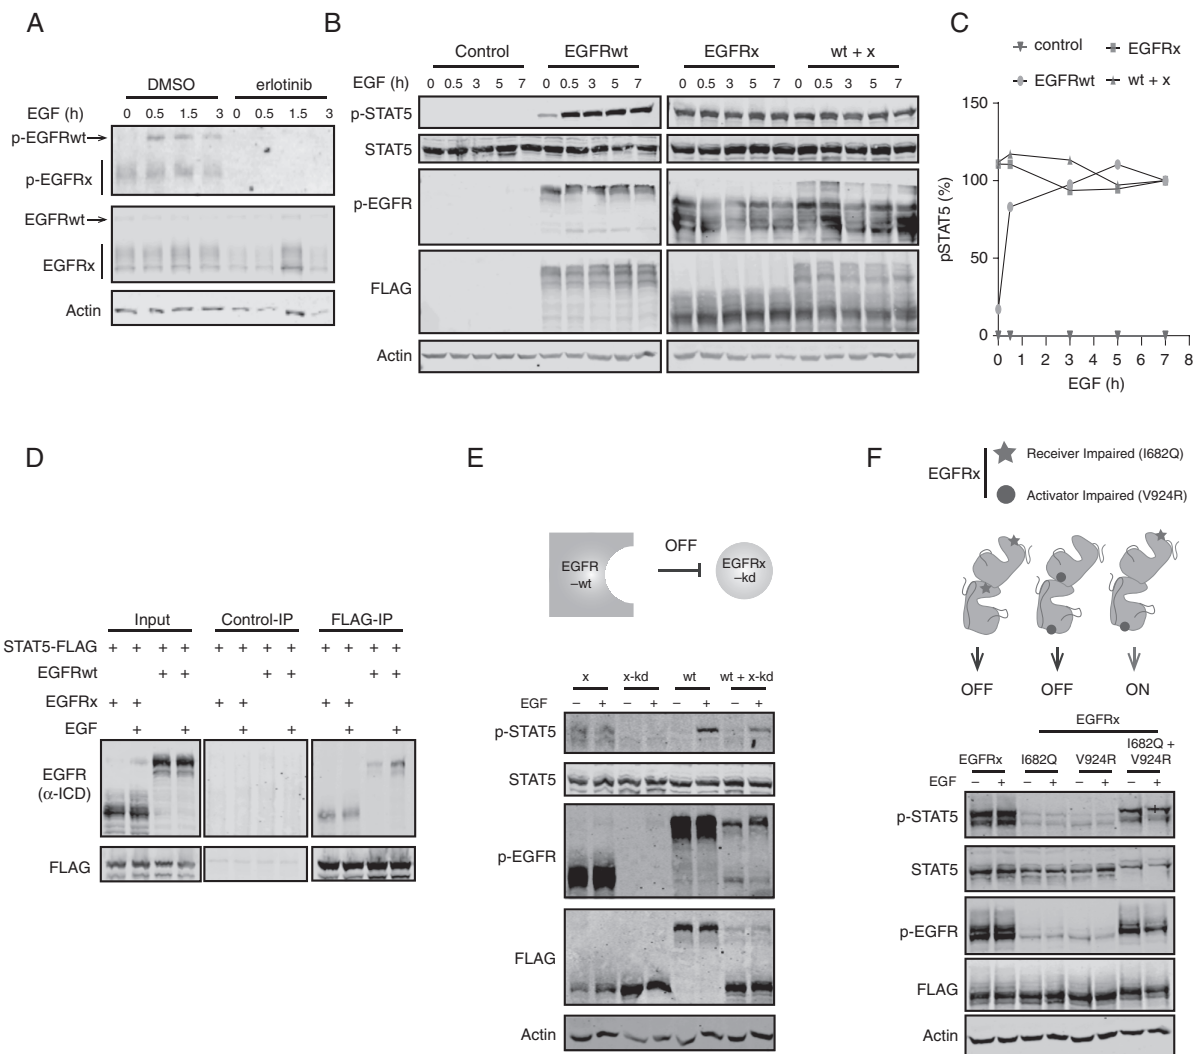 A
DMSO erlotinib
EGF (h) 0 0.5 1.5 3 0 0.5 1.5 3
p-EGFRwt
p-EGFRx
EGFRwt
EGFRx
Actin
B
Control EGFRwt EGFRx wt + x
EGF (h) 0 0.5 3 5 7 0 0.5 3 5 7 0 0.5 3 5 7 0 0.5 3 5 7
p-STAT5
STAT5
p-EGFR
FLAG
Actin
C
control EGFRx
EGFRwt wt + x
150
100
50
0
pSTAT5 (%)
0 1 2 3 4 5 6 7 8
EGF (h)
D
Input Control-IP FLAG-IP
STAT5-FLAG + + + + + + + + + + + +
EGFRwt + + + + + +
EGFRx + + + + + +
EGF + + + + + +
EGFR
(α-ICD)
FLAG
E
EGFR
–wt
OFF
EGFRx
–kd
x x-kd wt wt + x-kd
EGF – + – + – + – +
p-STAT5
STAT5
p-EGFR
FLAG
Actin
F
EGFRx
Receiver Impaired (I682Q)
Activator Impaired (V924R)
OFF OFF ON
EGFRx
EGFRx I682Q V924R I682Q +
V924R
EGF – + – + – + – +
p-STAT5
STAT5
p-EGFR
FLAG
Actin